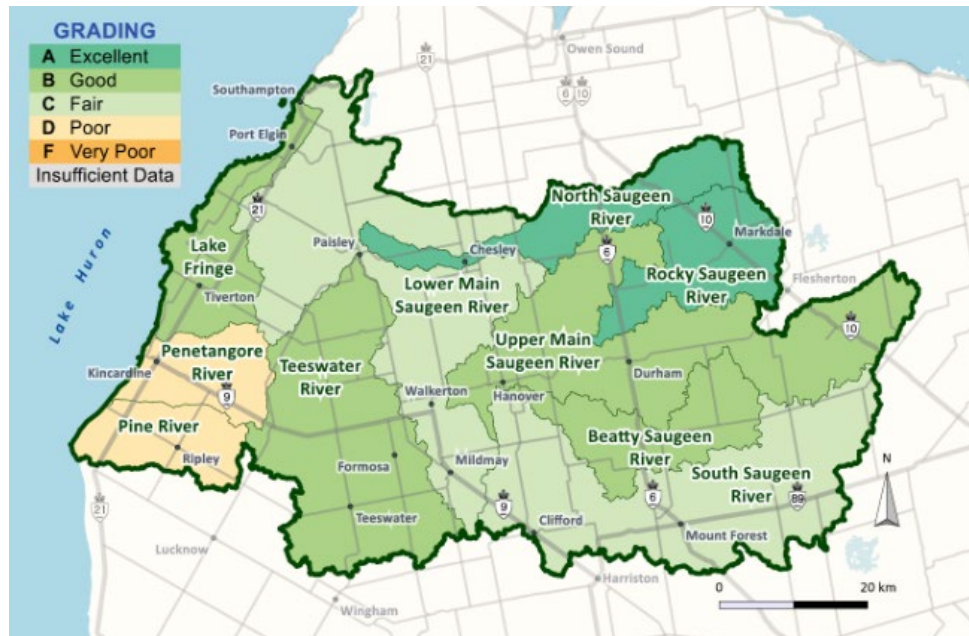 GRADING
A Excellent
B Good
C Fair
D Poor
F Very Poor
Insufficient Data
Owen Sound
21
6
10
Southampton
Port Elgin
21
Lake Huron
Lake
Fringe
Tiverton
Paisley
Chesley
North Saugeen
River
10
Markdale
6
Rocky Saugeen
River
Flesherton
Lower Main
Saugeen River
10
Penetangore
River
Kincardine
9
Teeswater
River
Upper Main
Saugeen River
Durham
Walkerton
Hanover
Pine River
Ripley
Beatty Saugeen
River
Formosa
Mildmay
South Saugeen
River
N
21
9
6
89
Teeswater
Clifford
Mount Forest
Lucknow
Harriston
Wingham
0
20 km